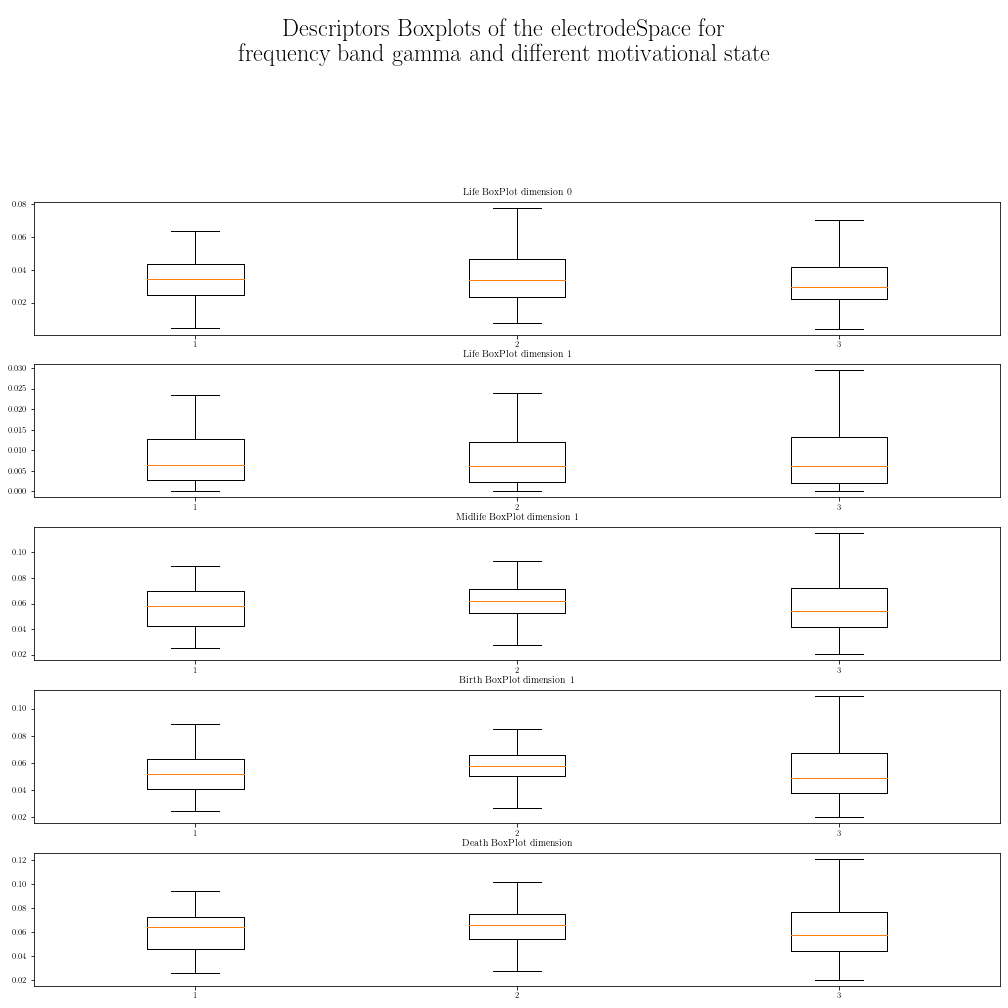 Descriptors Boxplots of the electrodeSpace for
frequency band gamma and different motivational state
Life BoxPlot dimension 0
0.08
0.06
0.04
0.02
1 2 3
Life BoxPlot dimension 1
0.030
0.025
0.020
0.015
0.010
0.005
0.000
1 2 3
Midlife BoxPlot dimension 1
0.10
0.08
0.06
0.04
0.02
1 2 3
Birth BoxPlot dimension 1
0.10
0.08
0.06
0.04
0.02
1 2 3
Death BoxPlot dimension
0.12
0.10
0.08
0.06
0.04
0.02
1 2 3